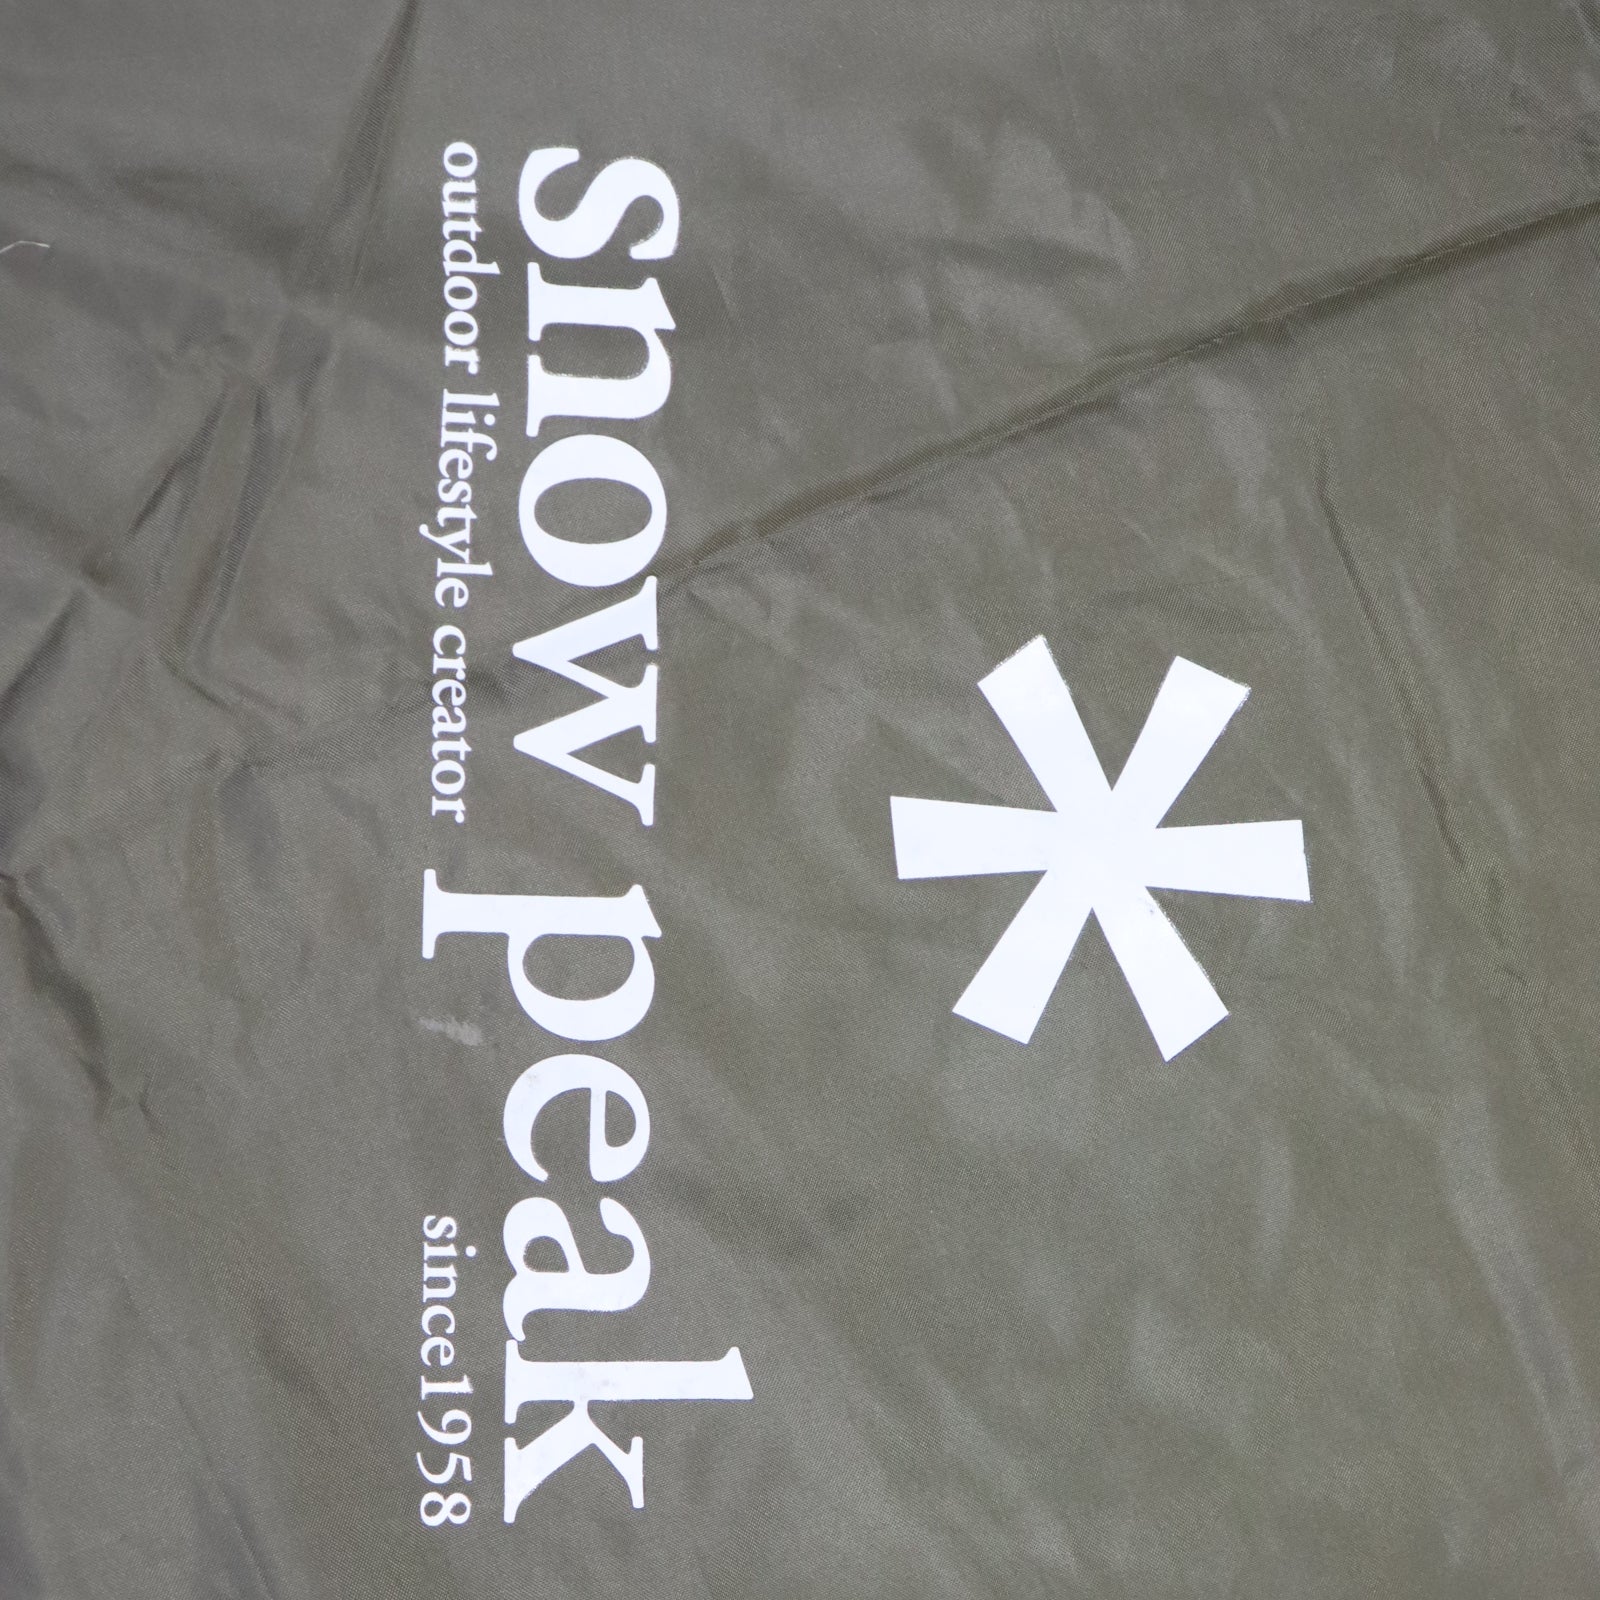 snow peak
outdoor lifestyle creator since1958